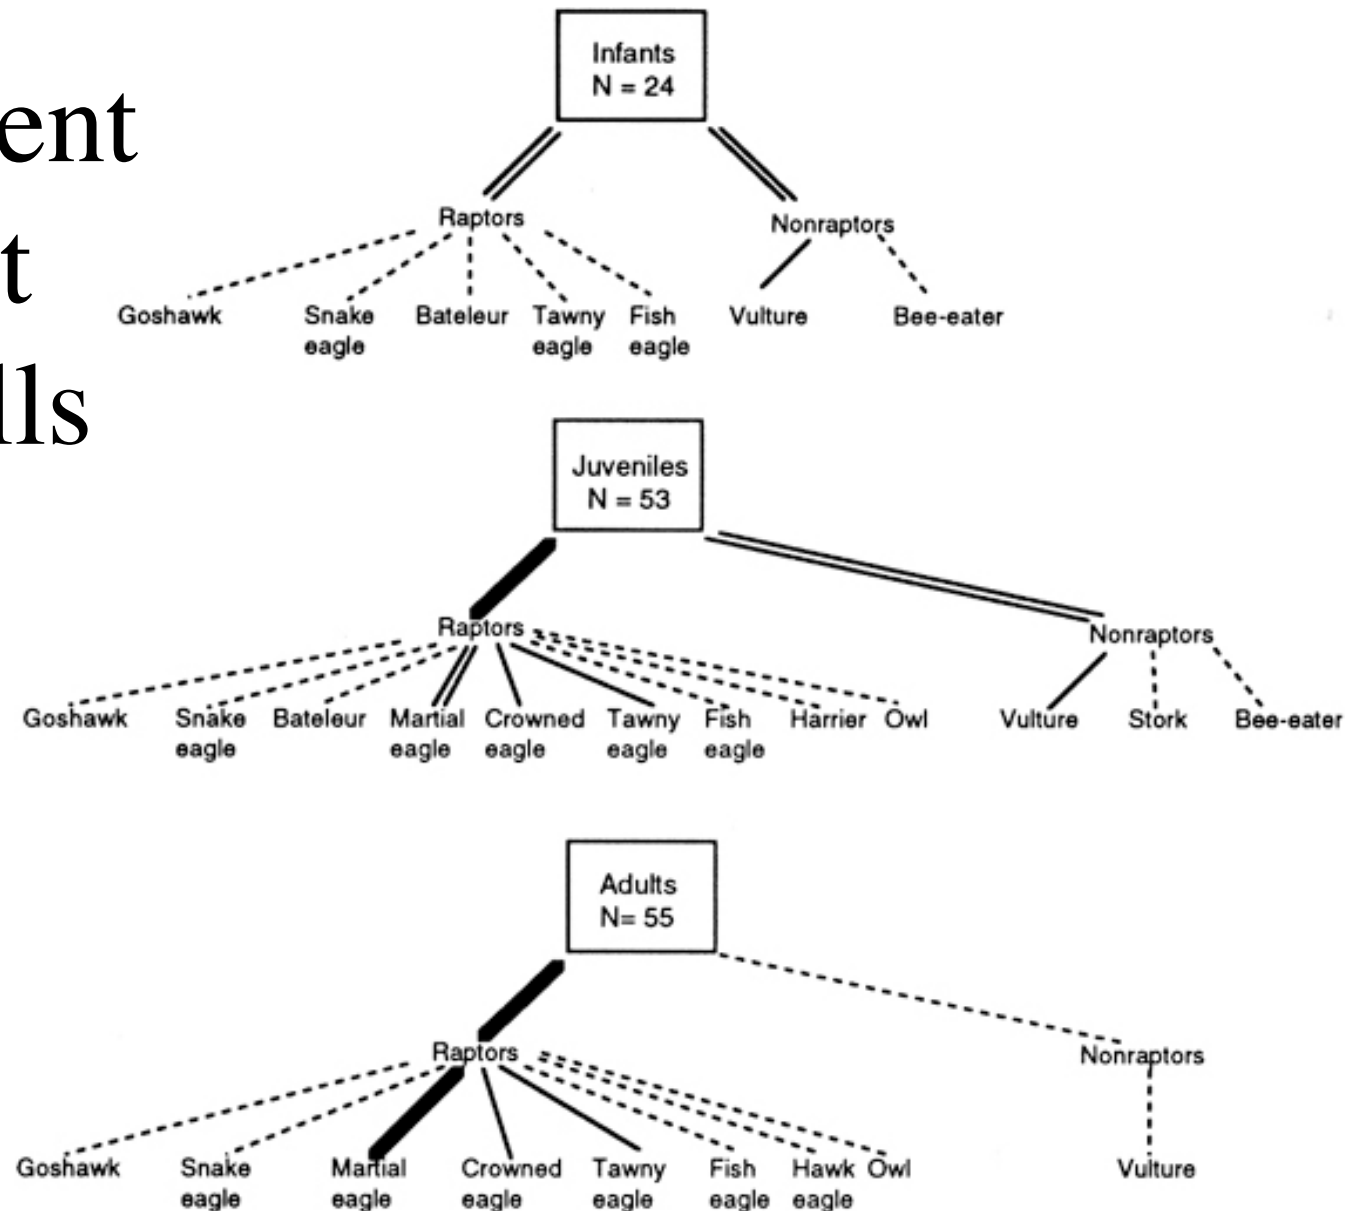 ent
t
lls
Infants
N = 24
Raptors
Nonraptors
Goshawk
Snake eagle
Bateleur
Tawny eagle
Fish eagle
Vulture
Bee-eater
Juveniles
N = 53
Raptors
Nonraptors
Goshawk
Snake eagle
Bateleur
Martial eagle
Crowned eagle
Tawny eagle
Fish eagle
Harrier
Owl
Vulture
Stork
Bee-eater
Adults
N= 55
Raptors
Nonraptors
Goshawk
Snake eagle
Martial eagle
Crowned eagle
Tawny eagle
Fish eagle
Hawk eagle
Owl
Vulture